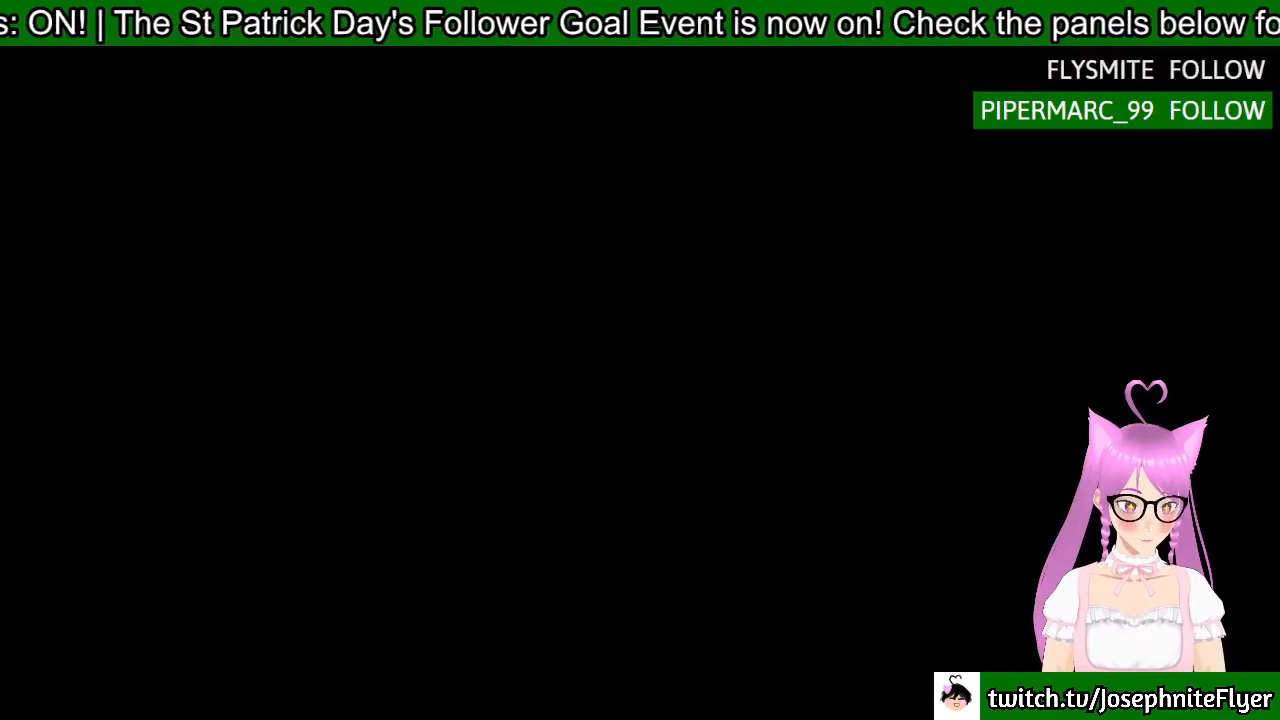 s: ON! | The St Patrick Day's Follower Goal Event is now on! Check the panels below fo
FLYSMITE FOLLOW
PIPERMARC_99 FOLLOW
twitch.tv/JosephniteFlyer